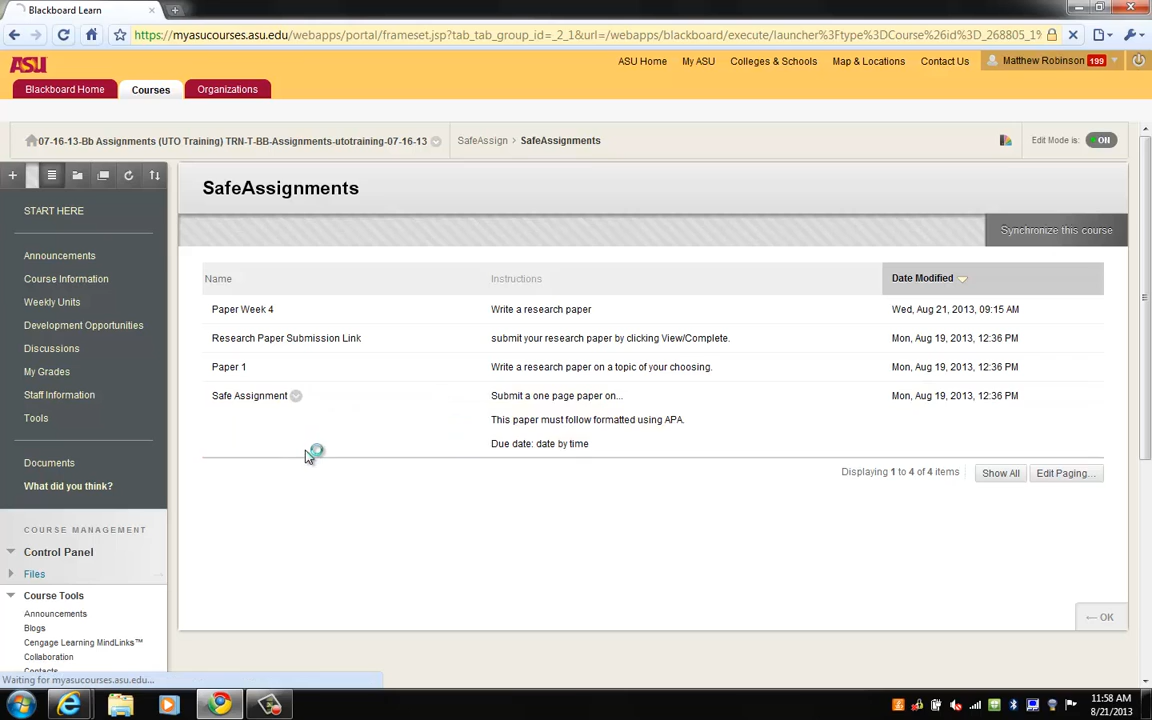 Blackboard Learn
https://myasucourses.asu.edu/webapps/portal/frameset.jsp?tab_tab_group_id=_2_1&url=/webapps/blackboard/execute/launcher%3Ftype%3DCourse%26id%3D_268805_1%
ASU
ASU Home
My ASU
Colleges & Schools
Map & Locations
Contact Us
Matthew Robinson 199
Blackboard Home
Courses
Organizations
07-16-13-Bb Assignments (UTO Training) TRN-T-BB-Assignments-utotraining-07-16-13
SafeAssign > SafeAssignments
Edit Mode is: ON
START HERE
Announcements
Course Information
Weekly Units
Development Opportunities
Discussions
My Grades
Staff Information
Tools
Documents
What did you think?
COURSE MANAGEMENT
Control Panel
Files
Course Tools
Announcements
Blogs
Cengage Learning MindLinks™
Collaboration
Contacts
SafeAssignments
Synchronize this course
Name Instructions Date Modified
Paper Week 4 Write a research paper Wed, Aug 21, 2013, 09:15 AM
Research Paper Submission Link submit your research paper by clicking View/Complete. Mon, Aug 19, 2013, 12:36 PM
Paper 1 Write a research paper on a topic of your choosing. Mon, Aug 19, 2013, 12:36 PM
Safe Assignment Submit a one page paper on... Mon, Aug 19, 2013, 12:36 PM
This paper must follow formatted using APA.
Due date: date by time
Displaying 1 to 4 of 4 items
Show All
Edit Paging...
← OK
Waiting for myasucourses.asu.edu...
11:58 AM
8/21/2013